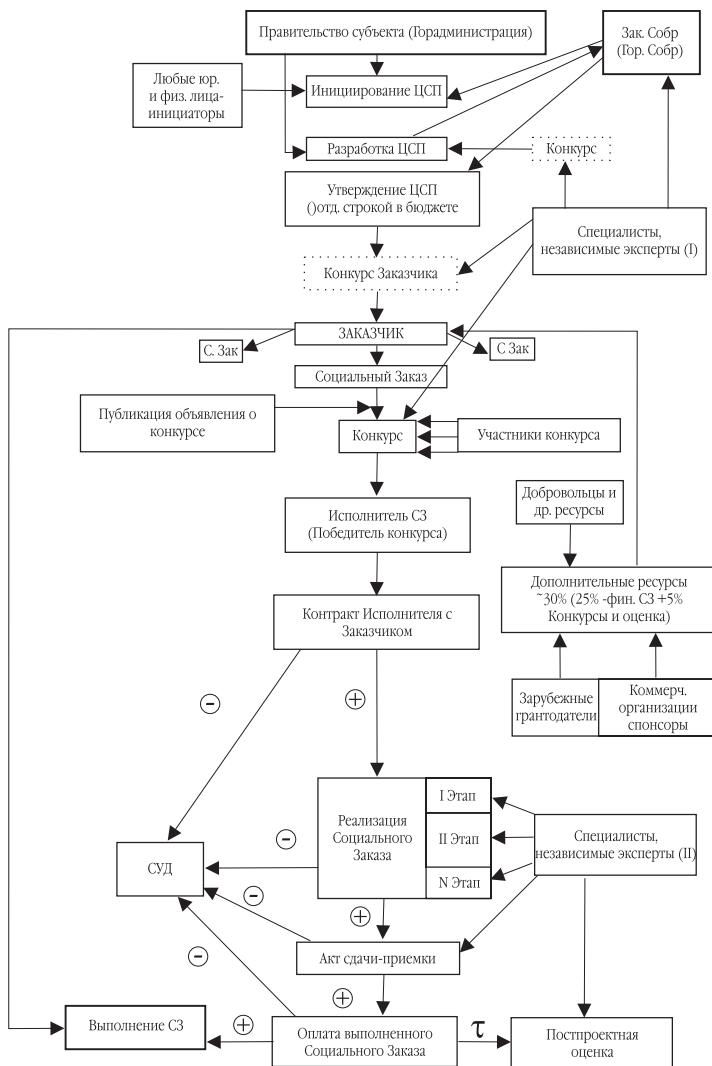 Правительство субъекта (Горадминистрация)
Зак. Собр
(Гор. Собр)
Любые юр.
и физ. лица-
инициаторы
Инициирование ЦСП
Разработка ЦСП
Конкурс
Утверждение ЦСП
()отд. строкой в бюджете
Специалисты,
независимые эксперты (I)
Конкурс Заказчика
ЗАКАЗЧИК
С. Зак
С Зак
Социальный Заказ
Публикация объявления о
конкурсе
Конкурс
Участники конкурса
Добровольцы и
др. ресурсы
Исполнитель СЗ
(Победитель конкурса)
Дополнительные ресурсы
~30% (25% -фин. СЗ +5%
Конкурсы и оценка)
Контракт Исполнителя с
Заказчиком
Зарубежные
грантодатели
Коммерч.
организации
спонсоры
−
+
Реализация
Социального
Заказа
I Этап
II Этап
N Этап
Специалисты,
независимые эксперты (II)
−
СУД
−
+
−
Акт сдачи-приемки
+
Выполнение СЗ
+
Оплата выполненного
Социального Заказа
τ
Постпроектная
оценка